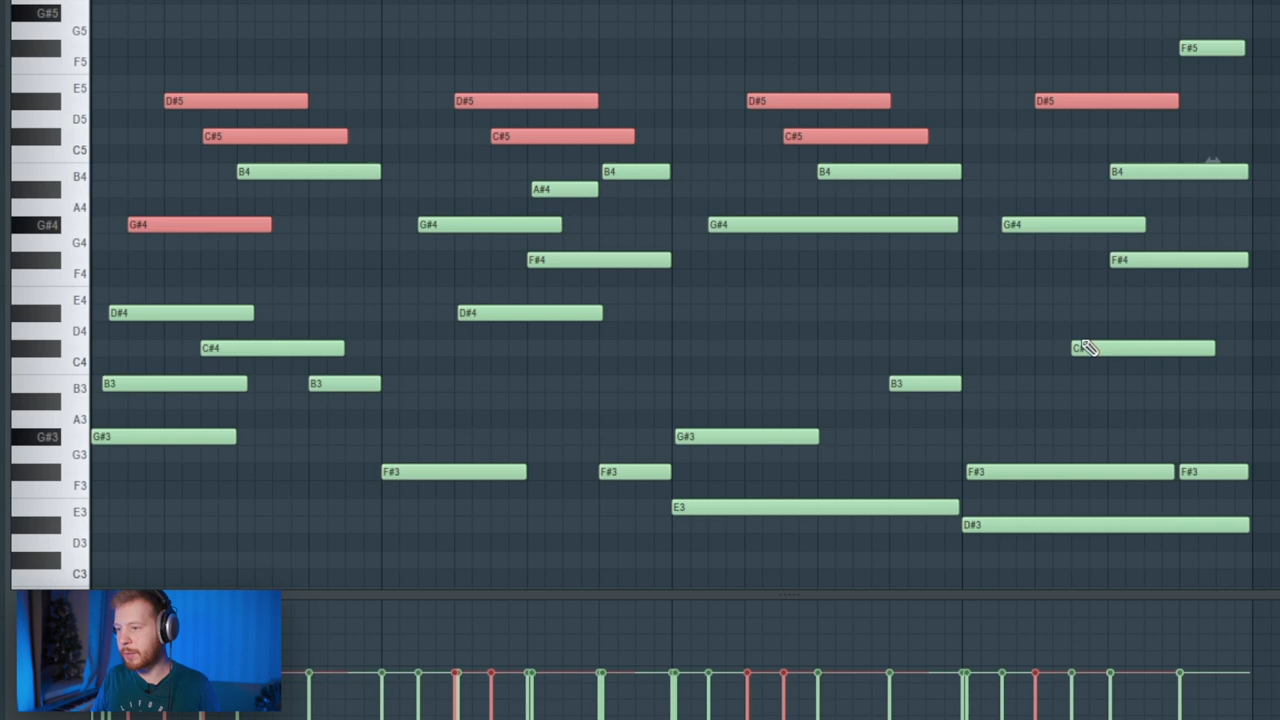 G#5
G5
F#5
F5
E5
D#5 D#5 D#5 D#5
D5
C#5 C#5 C#5
C5
B4 B4 B4 B4 B4
A#4
A4
G#4 G#4 G#4 G#4 G#4
G4
F#4 F#4
F4
E4
D#4 D#4
D4
C#4
C4
B3 B3 B3 B3
A3
G#3 G#3 G#3
G3
F#3 F#3 F#3 F#3
F3
E3 E3
D#3
D3
C3